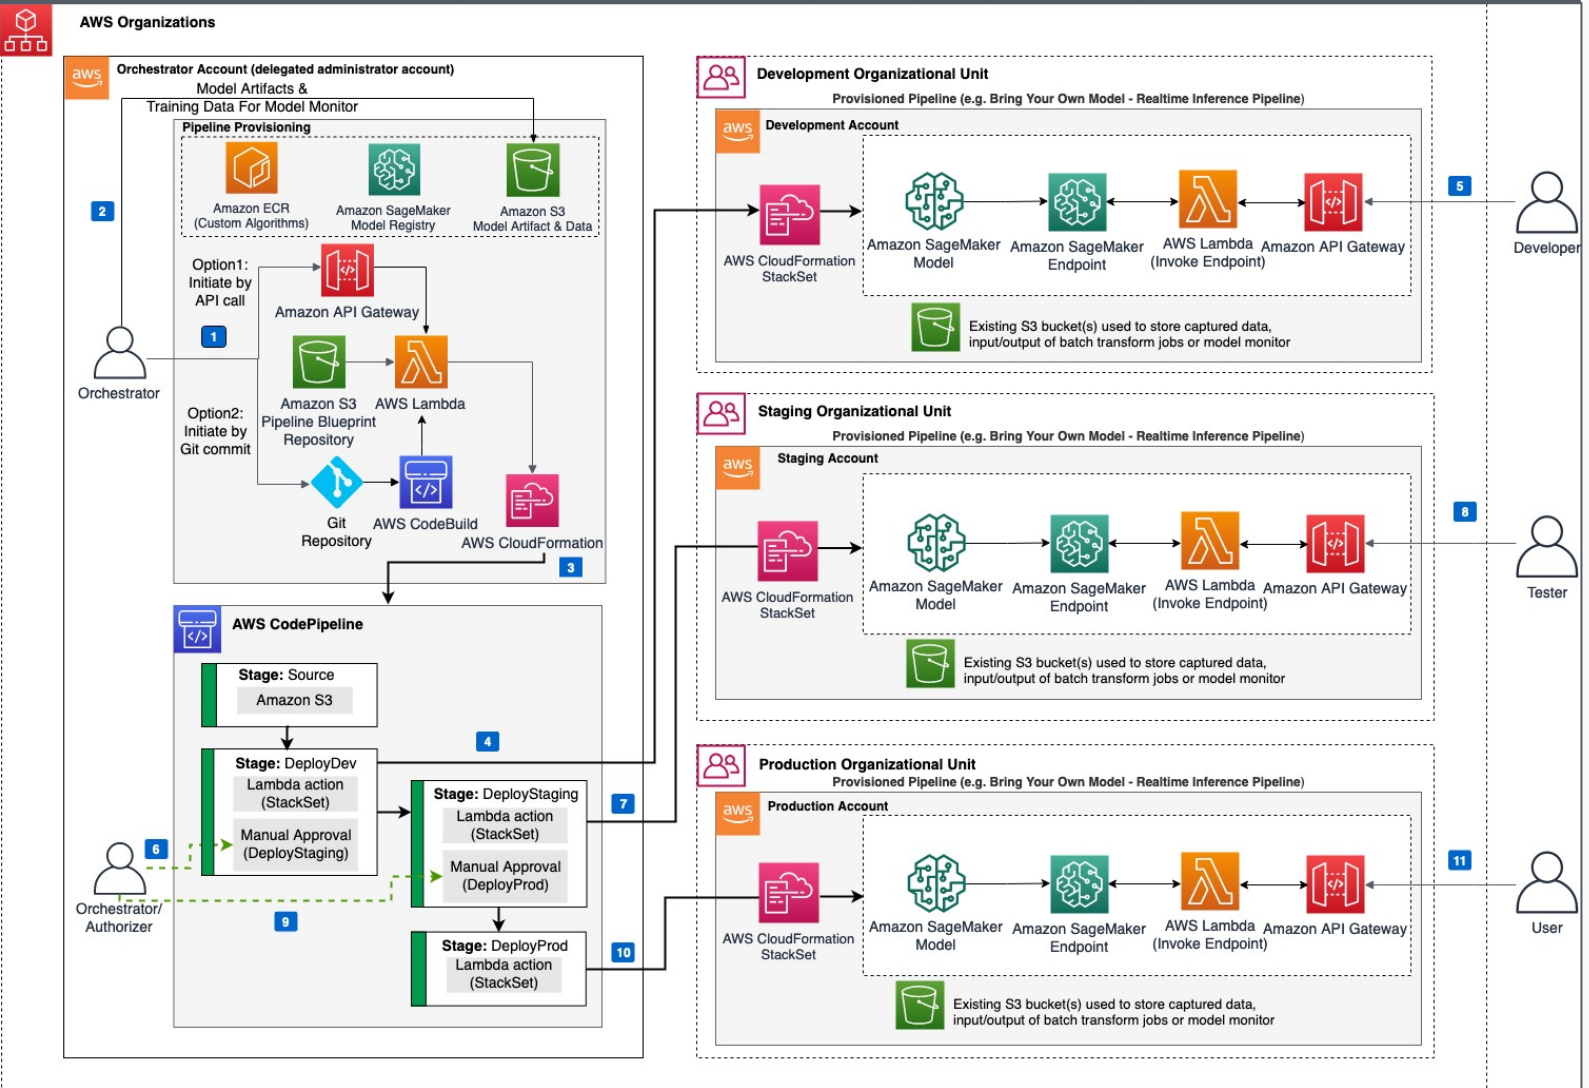 AWS Organizations
aws
Orchestrator Account (delegated administrator account)
Model Artifacts &
Training Data For Model Monitor
Pipeline Provisioning
Amazon ECR
(Custom Algorithms)
Amazon SageMaker
Model Registry
Amazon S3
Model Artifact & Data
2
Option1:
Initiate by
API call
Amazon API Gateway
1
Orchestrator
Amazon S3
Pipeline Blueprint
Repository
AWS Lambda
Option2:
Initiate by
Git commit
Git
Repository
AWS CodeBuild
AWS CloudFormation
3
AWS CodePipeline
Stage: Source
Amazon S3
Stage: DeployDev
Lambda action
(StackSet)
Manual Approval
(DeployStaging)
4
Stage: DeployStaging
Lambda action
(StackSet)
Manual Approval
(DeployProd)
7
6
Orchestrator/
Authorizer
9
Stage: DeployProd
Lambda action
(StackSet)
10
Development Organizational Unit
Provisioned Pipeline (e.g. Bring Your Own Model - Realtime Inference Pipeline)
aws
Development Account
AWS CloudFormation
StackSet
Amazon SageMaker
Model
Amazon SageMaker
Endpoint
AWS Lambda
(Invoke Endpoint)
Amazon API Gateway
Existing S3 bucket(s) used to store captured data,
input/output of batch transform jobs or model monitor
5
Developer
Staging Organizational Unit
Provisioned Pipeline (e.g. Bring Your Own Model - Realtime Inference Pipeline)
aws
Staging Account
AWS CloudFormation
StackSet
Amazon SageMaker
Model
Amazon SageMaker
Endpoint
AWS Lambda
(Invoke Endpoint)
Amazon API Gateway
Existing S3 bucket(s) used to store captured data,
input/output of batch transform jobs or model monitor
8
Tester
Production Organizational Unit
Provisioned Pipeline (e.g. Bring Your Own Model - Realtime Inference Pipeline)
aws
Production Account
AWS CloudFormation
StackSet
Amazon SageMaker
Model
Amazon SageMaker
Endpoint
AWS Lambda
(Invoke Endpoint)
Amazon API Gateway
Existing S3 bucket(s) used to store captured data,
input/output of batch transform jobs or model monitor
11
User